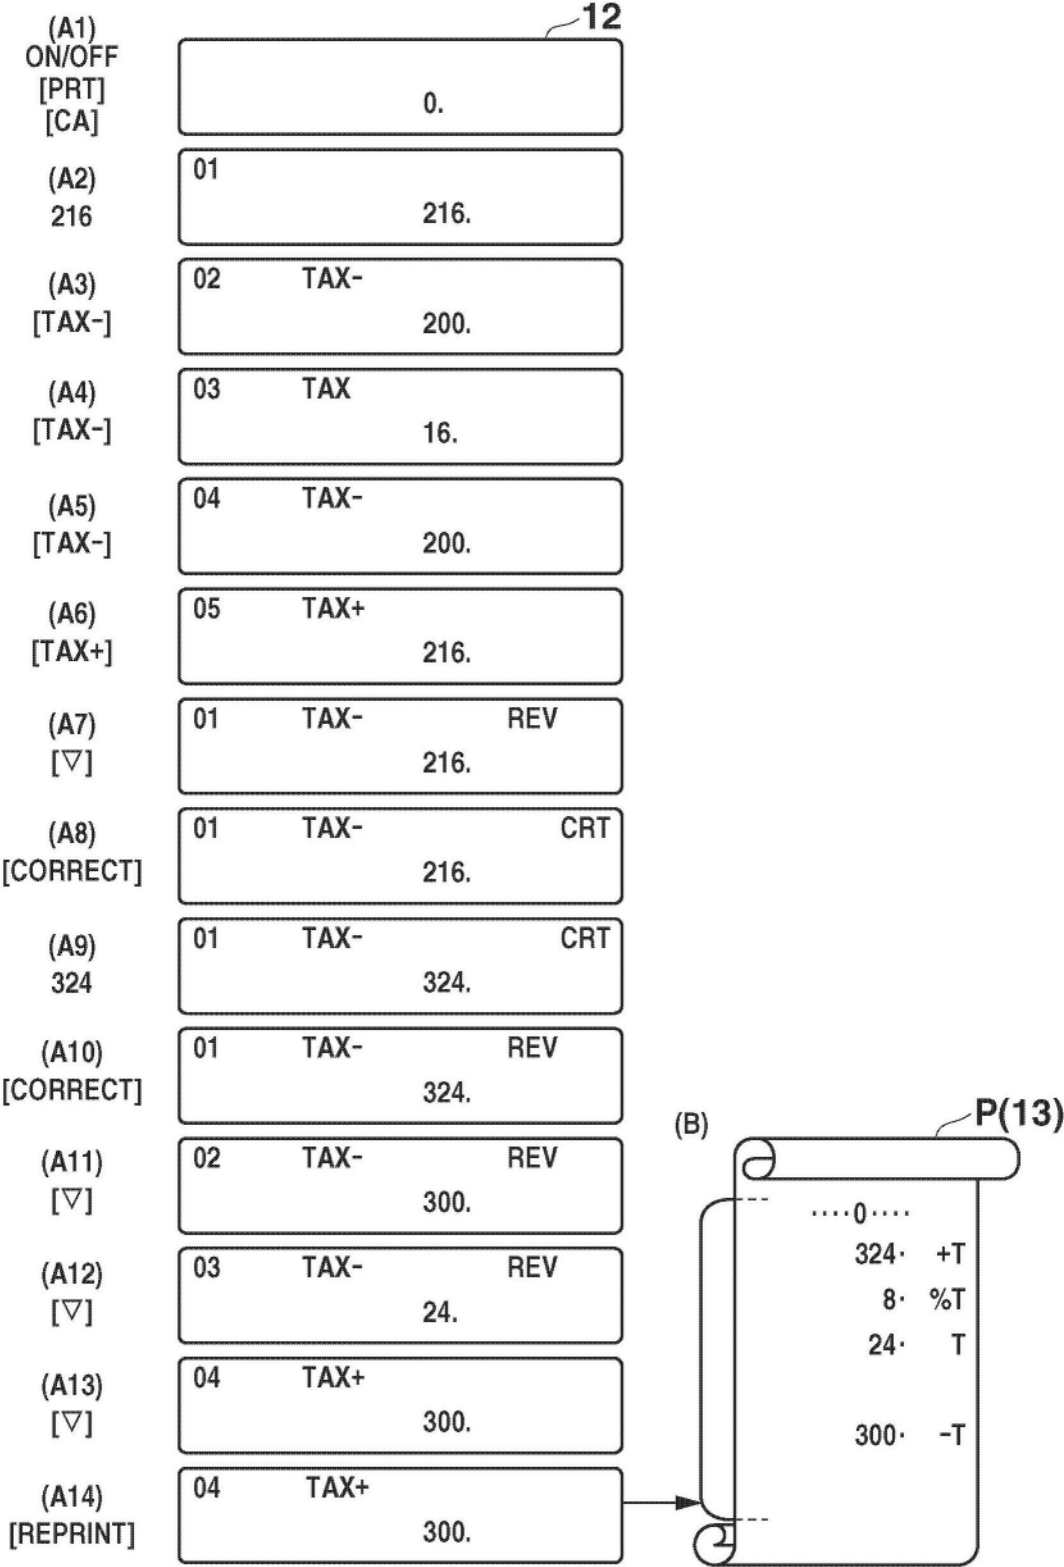 12
(A1)
ON/OFF
[PRT]
[CA]
0.
(A2)
216
01
216.
(A3)
[TAX-]
02 TAX-
200.
(A4)
[TAX-]
03 TAX
16.
(A5)
[TAX-]
04 TAX-
200.
(A6)
[TAX+]
05 TAX+
216.
(A7)
[▽]
01 TAX- REV
216.
(A8)
[CORRECT]
01 TAX- CRT
216.
(A9)
324
01 TAX- CRT
324.
(A10)
[CORRECT]
01 TAX- REV
324.
(A11)
[▽]
02 TAX- REV
300.
(A12)
[▽]
03 TAX- REV
24.
(A13)
[▽]
04 TAX+
300.
(A14)
[REPRINT]
04 TAX+
300.
(B)
P(13)
····0····
324· +T
8· %T
24· T
300· -T